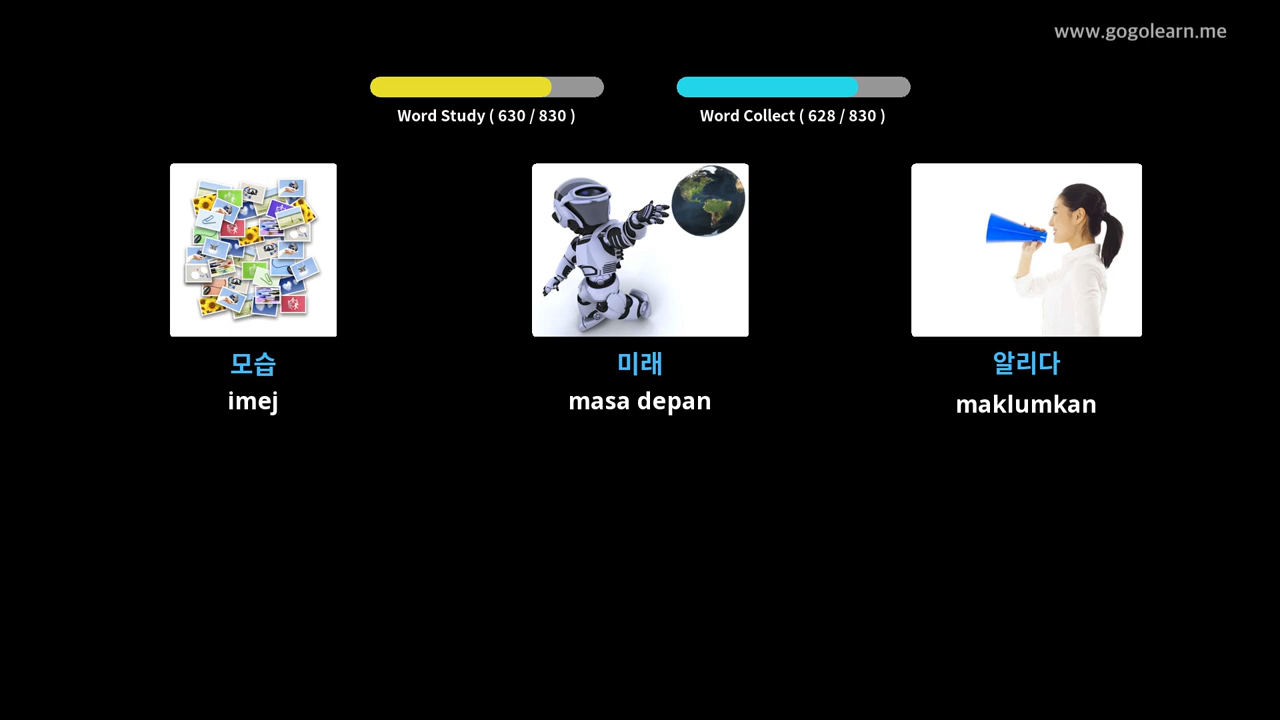 www.gogolearn.me
Word Study ( 630 / 830 )
Word Collect ( 628 / 830 )
모습
imej
미래
masa depan
알리다
maklumkan